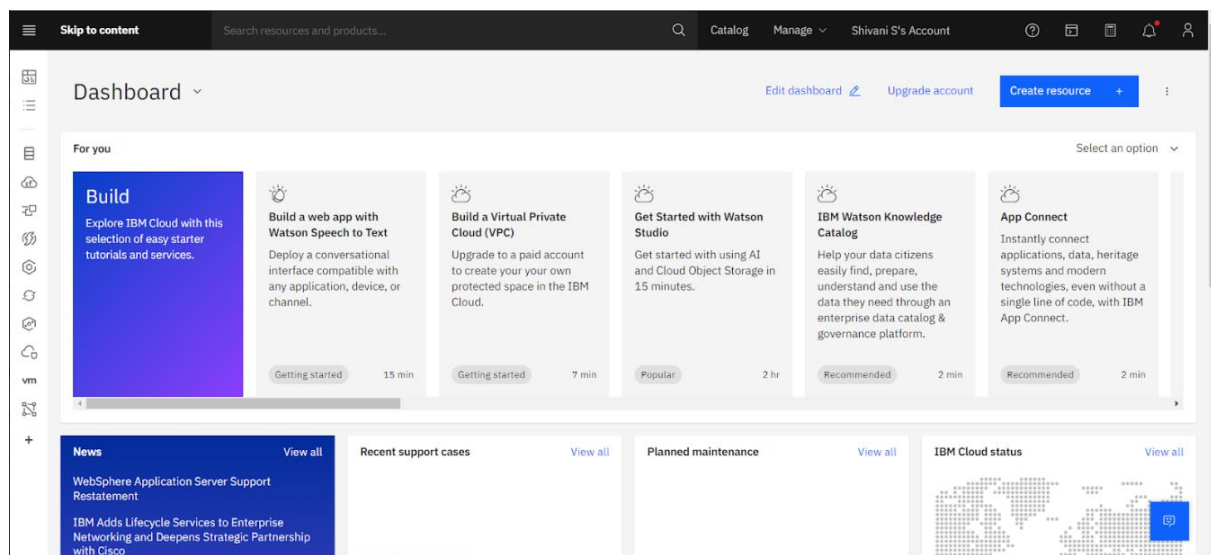 Skip to content
Search resources and products...
Catalog
Manage
Shivani S's Account
Dashboard
Edit dashboard
Upgrade account
Create resource +
For you
Select an option
Build
Explore IBM Cloud with this
selection of easy starter
tutorials and services.
Build a web app with
Watson Speech to Text
Deploy a conversational
interface compatible with
any application, device, or
channel.
Getting started
15 min
Build a Virtual Private
Cloud (VPC)
Upgrade to a paid account
to create your your own
protected space in the IBM
Cloud.
Getting started
7 min
Get Started with Watson
Studio
Get started with using AI
and Cloud Object Storage in
15 minutes.
Popular
2 hr
IBM Watson Knowledge
Catalog
Help your data citizens
easily find, prepare,
understand and use the
data they need through an
enterprise data catalog &
governance platform.
Recommended
2 min
App Connect
Instantly connect
applications, data, heritage
systems and modern
technologies, even without a
single line of code, with IBM
App Connect.
Recommended
2 min
vm
+
News
View all
WebSphere Application Server Support
Restatement
IBM Adds Lifecycle Services to Enterprise
Networking and Deepens Strategic Partnership
with Cisco
Recent support cases
View all
Planned maintenance
View all
IBM Cloud status
View all